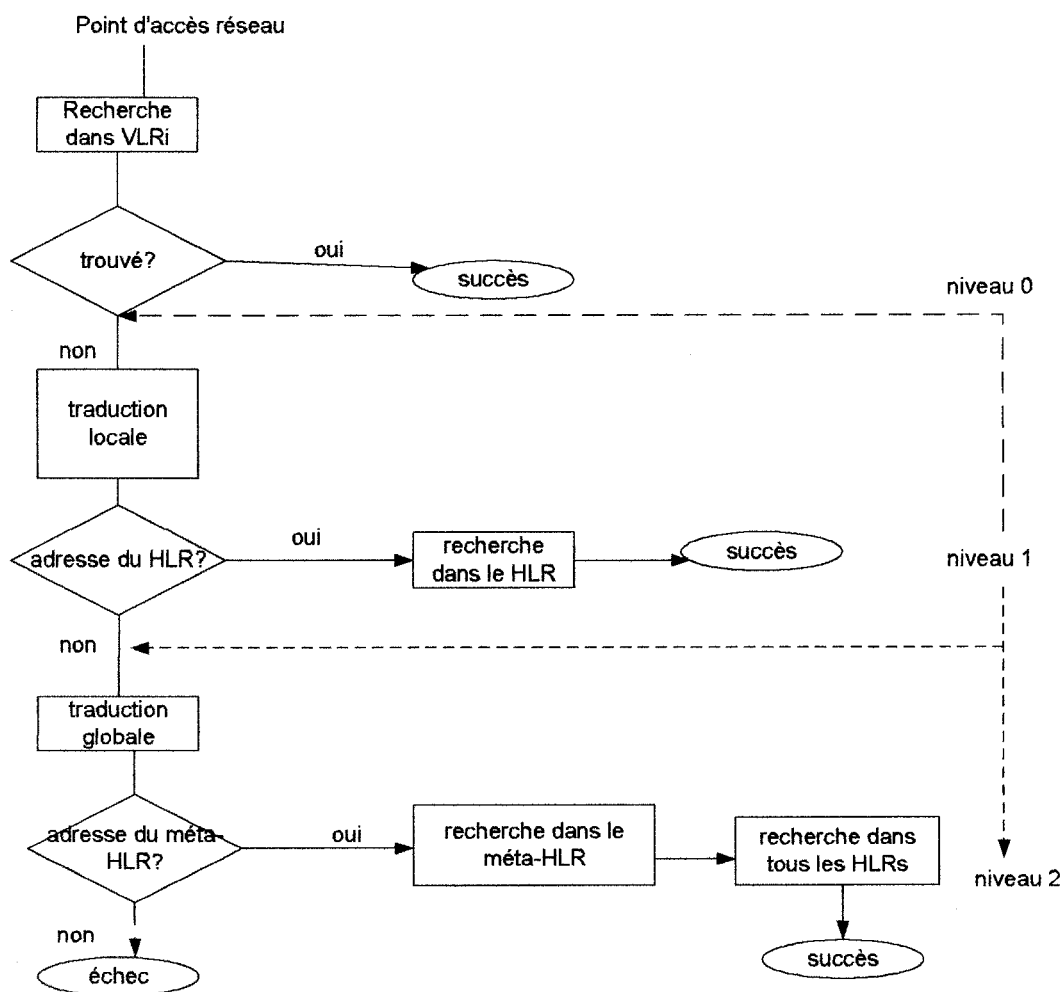 Point d'accès réseau
Recherche
dans VLRi
trouvé?
oui
succès
niveau 0
non
traduction
locale
adresse du HLR?
oui
recherche
dans le HLR
succès
niveau 1
non
traduction
globale
adresse du méta-
HLR?
oui
recherche dans le
méta-HLR
recherche dans
tous les HLRs
niveau 2
non
échec
succès